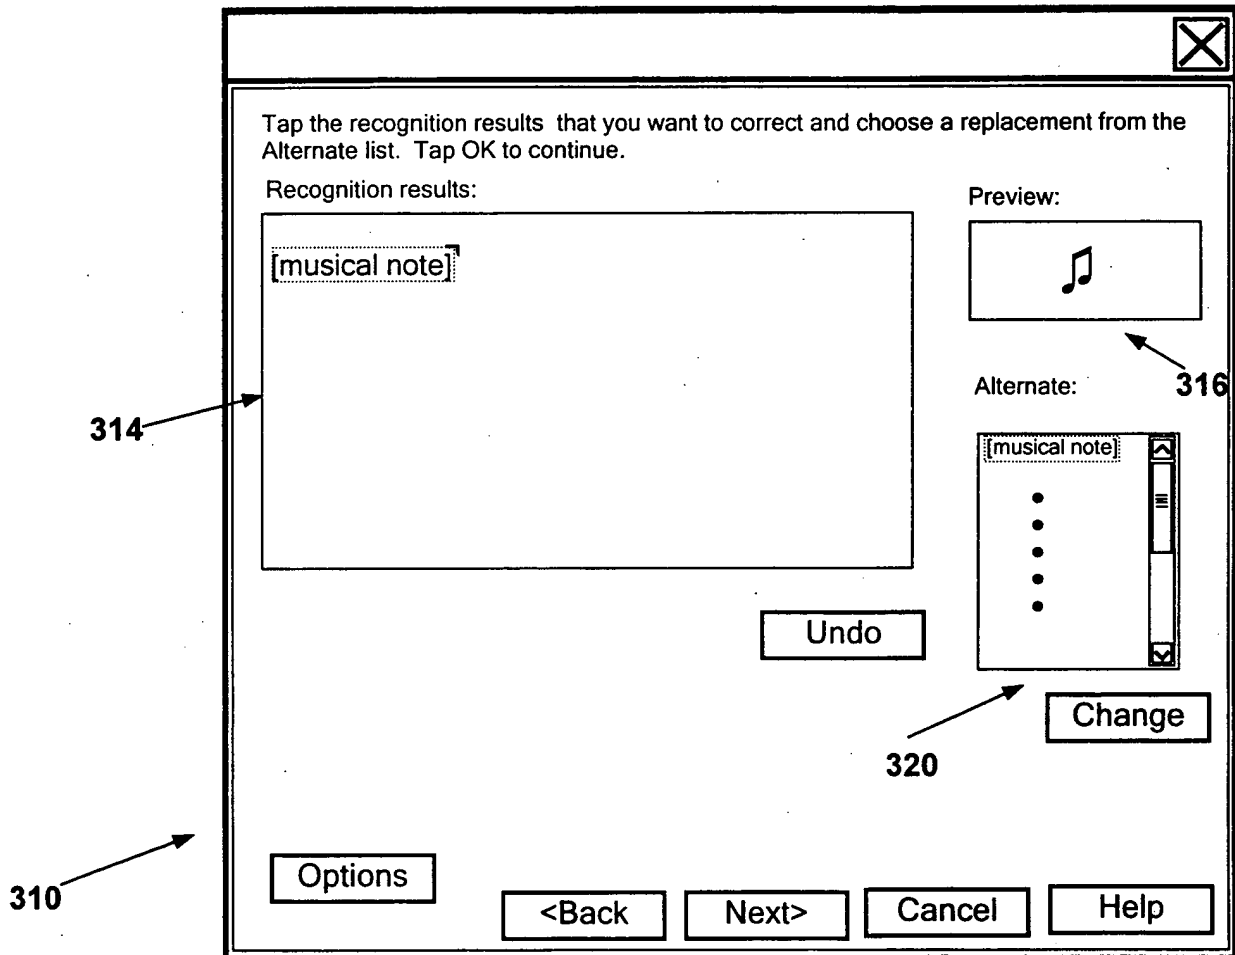 Tap the recognition results that you want to correct and choose a replacement from the
Alternate list. Tap OK to continue.
Recognition results:
Preview:
[musical note]
316
Alternate:
314
[musical note]
Undo
Change
320
310
Options
<Back
Next>
Cancel
Help